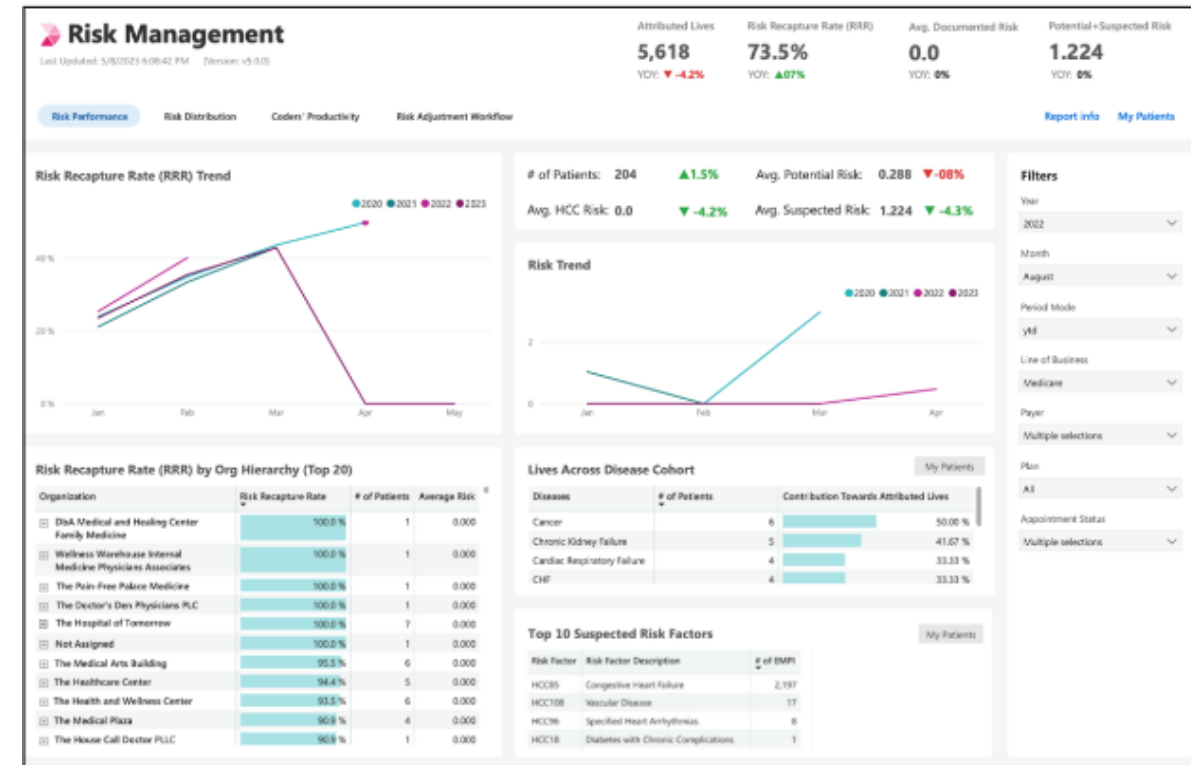 Risk Management
Last Updated: 5/8/2023 6:08:42 PM (Version: v5.0.0)
Attributed Lives
5,618
YOY: ▼ -4.2%
Risk Recapture Rate (RRR)
73.5%
YOY: ▲07%
Avg. Documented Risk
0.0
YOY: 0%
Potential+Suspected Risk
1.224
YOY: 0%
Risk Performance Risk Distribution Coders' Productivity Risk Adjustment Workflow Report info My Patients
Risk Recapture Rate (RRR) Trend
2020 2021 2022 2023
40 %
20 %
0 %
Jan Feb Mar Apr May
# of Patients: 204 ▲1.5% Avg. Potential Risk: 0.288 ▼-08%
Avg. HCC Risk: 0.0 ▼ -4.2% Avg. Suspected Risk: 1.224 ▼ -4.3%
Risk Trend
2020 2021 2022 2023
2
0
Jan Feb Mar Apr
Filters
Year
2022
Month
August
Period Mode
ytd
Line of Business
Medicare
Payer
Multiple selections
Plan
All
Appointment Status
Multiple selections
Risk Recapture Rate (RRR) by Org Hierarchy (Top 20)
Organization Risk Recapture Rate # of Patients Average Risk
DbA Medical and Healing Center
Family Medicine 100.0 % 1 0.000
Wellness Warehouse Internal
Medicine Physicians Associates 100.0 % 1 0.000
The Pain-Free Palace Medicine 100.0 % 1 0.000
The Doctor's Den Physicians PLC 100.0 % 1 0.000
The Hospital of Tomorrow 100.0 % 7 0.000
Not Assigned 100.0 % 1 0.000
The Medical Arts Building 95.5 % 6 0.000
The Healthcare Center 94.4 % 5 0.000
The Health and Wellness Center 93.5 % 6 0.000
The Medical Plaza 90.9 % 4 0.000
The House Call Doctor PLLC 90.9 % 1 0.000
Lives Across Disease Cohort
My Patients
Diseases # of Patients Contribution Towards Attributed Lives
Cancer 6 50.00 %
Chronic Kidney Failure 5 41.67 %
Cardiac Respiratory Failure 4 33.33 %
CHF 4 33.33 %
Top 10 Suspected Risk Factors
My Patients
Risk Factor Risk Factor Description # of EMPI
HCC85 Congestive Heart Failure 2,197
HCC108 Vascular Disease 17
HCC96 Specified Heart Arrhythmias 8
HCC18 Diabetes with Chronic Complications 1